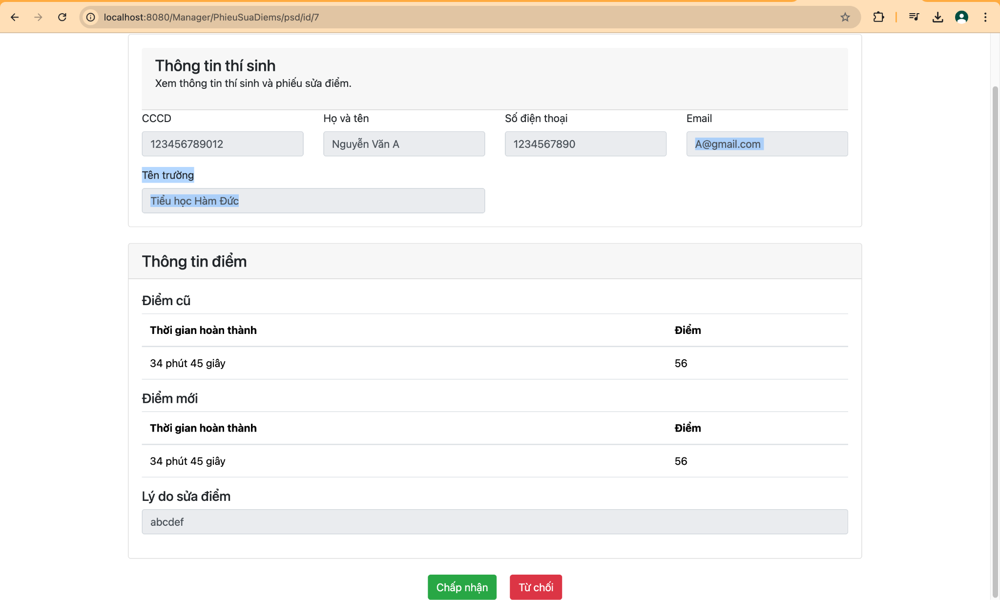 localhost:8080/Manager/PhieuSuaDiems/psd/id/7
Thông tin thí sinh
Xem thông tin thí sinh và phiếu sửa điểm.
CCCD Họ và tên Số điện thoại Email
123456789012 Nguyễn Văn A 1234567890 A@gmail.com
Tên trường
Tiểu học Hàm Đức
Thông tin điểm
Điểm cũ
Thời gian hoàn thành Điểm
34 phút 45 giây 56
Điểm mới
Thời gian hoàn thành Điểm
34 phút 45 giây 56
Lý do sửa điểm
abcdef
Chấp nhận Từ chối